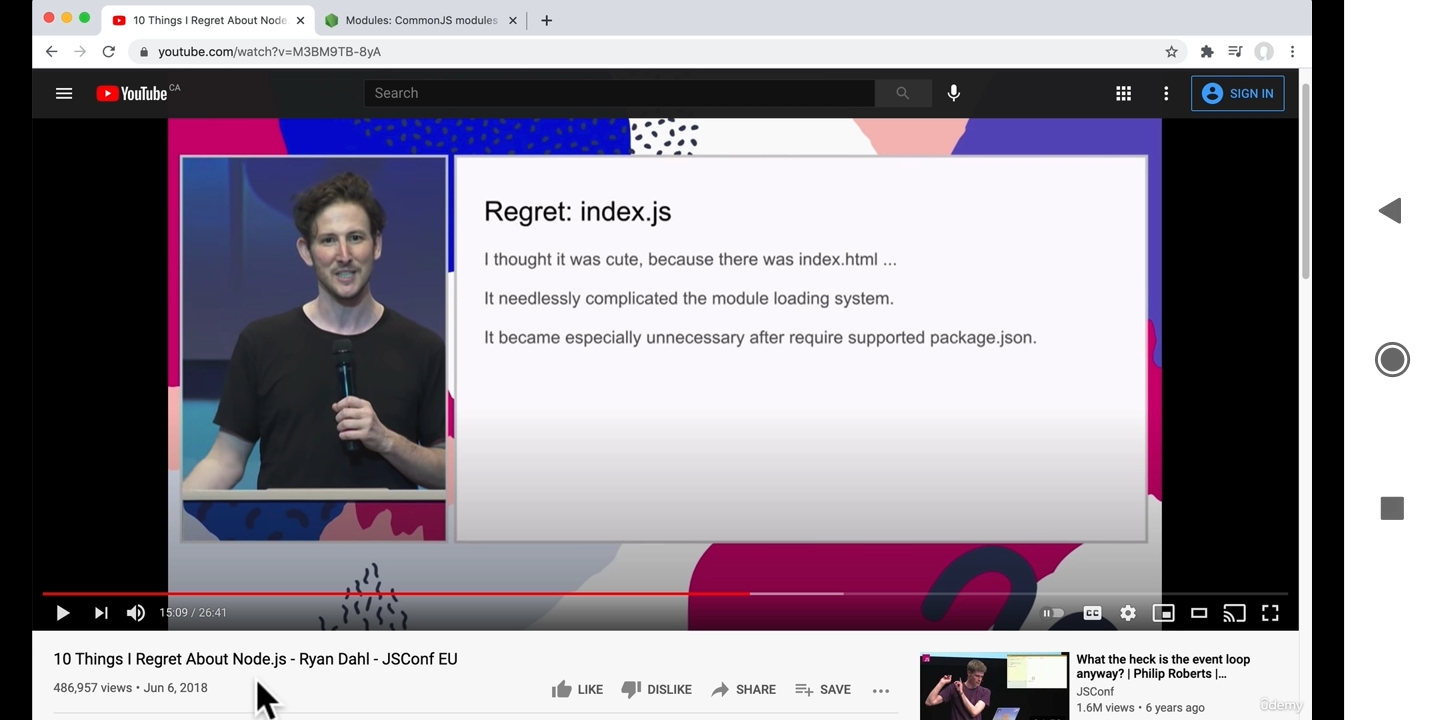 10 Things I Regret About Node
Modules: CommonJS modules
youtube.com/watch?v=M3BM9TB-8yA
YouTube CA
Search
SIGN IN
Regret: index.js
I thought it was cute, because there was index.html ...
It needlessly complicated the module loading system.
It became especially unnecessary after require supported package.json.
15:09 / 26:41
CC
10 Things I Regret About Node.js - Ryan Dahl - JSConf EU
486,957 views • Jun 6, 2018
LIKE
DISLIKE
SHARE
SAVE
What the heck is the event loop
anyway? | Philip Roberts |...
JSConf
1.6M views • 6 years ago
ûdemy